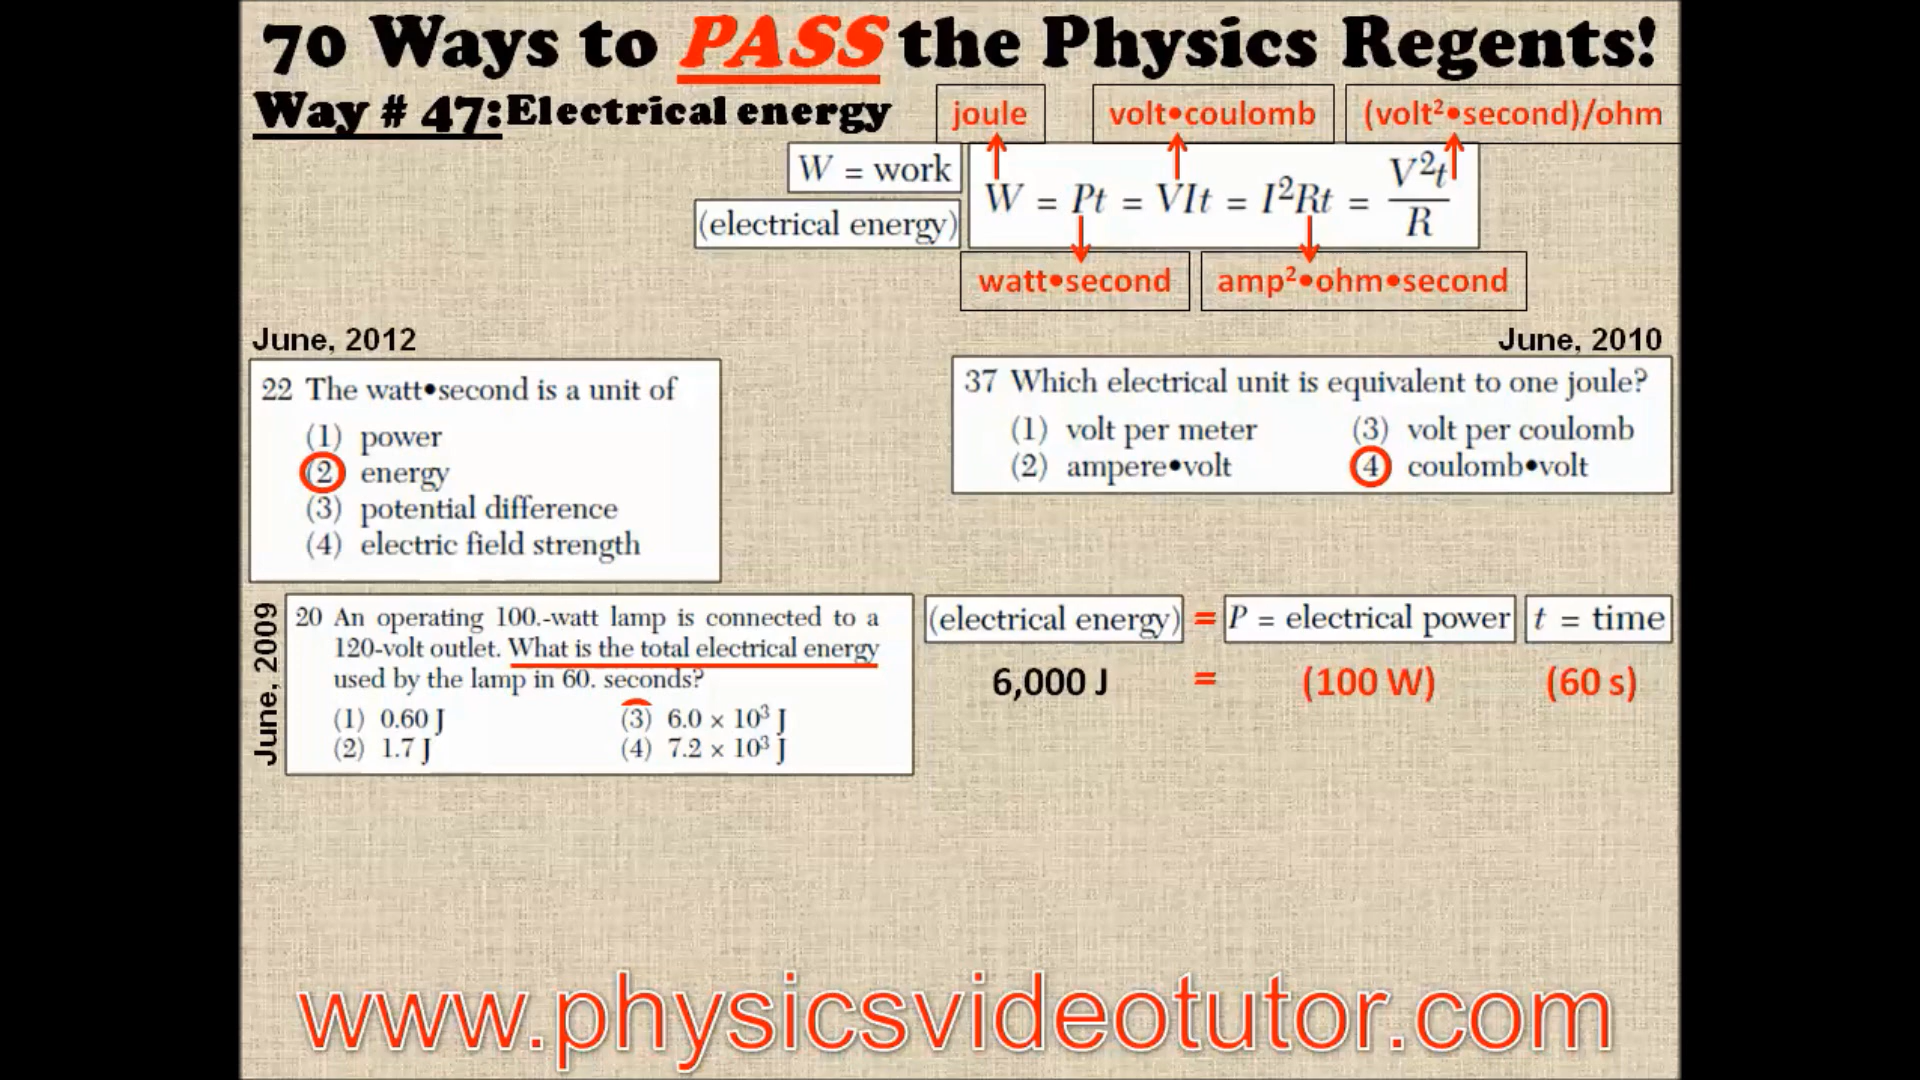 70 Ways to PASS the Physics Regents!
Way # 47: Electrical energy
joule
volt•coulomb
(volt²•second)/ohm
W = work
(electrical energy)
W = Pt = VIt = I²Rt = V²t/R
watt•second
amp²•ohm•second
June, 2012
22 The watt•second is a unit of
(1) power
(2) energy
(3) potential difference
(4) electric field strength
June, 2010
37 Which electrical unit is equivalent to one joule?
(1) volt per meter (3) volt per coulomb
(2) ampere•volt (4) coulomb•volt
June, 2009
20 An operating 100.-watt lamp is connected to a
120-volt outlet. What is the total electrical energy
used by the lamp in 60. seconds?
(1) 0.60 J (3) 6.0 × 10³ J
(2) 1.7 J (4) 7.2 × 10³ J
(electrical energy) = P = electrical power t = time
6,000 J = (100 W) (60 s)
www.physicsvideotutor.com